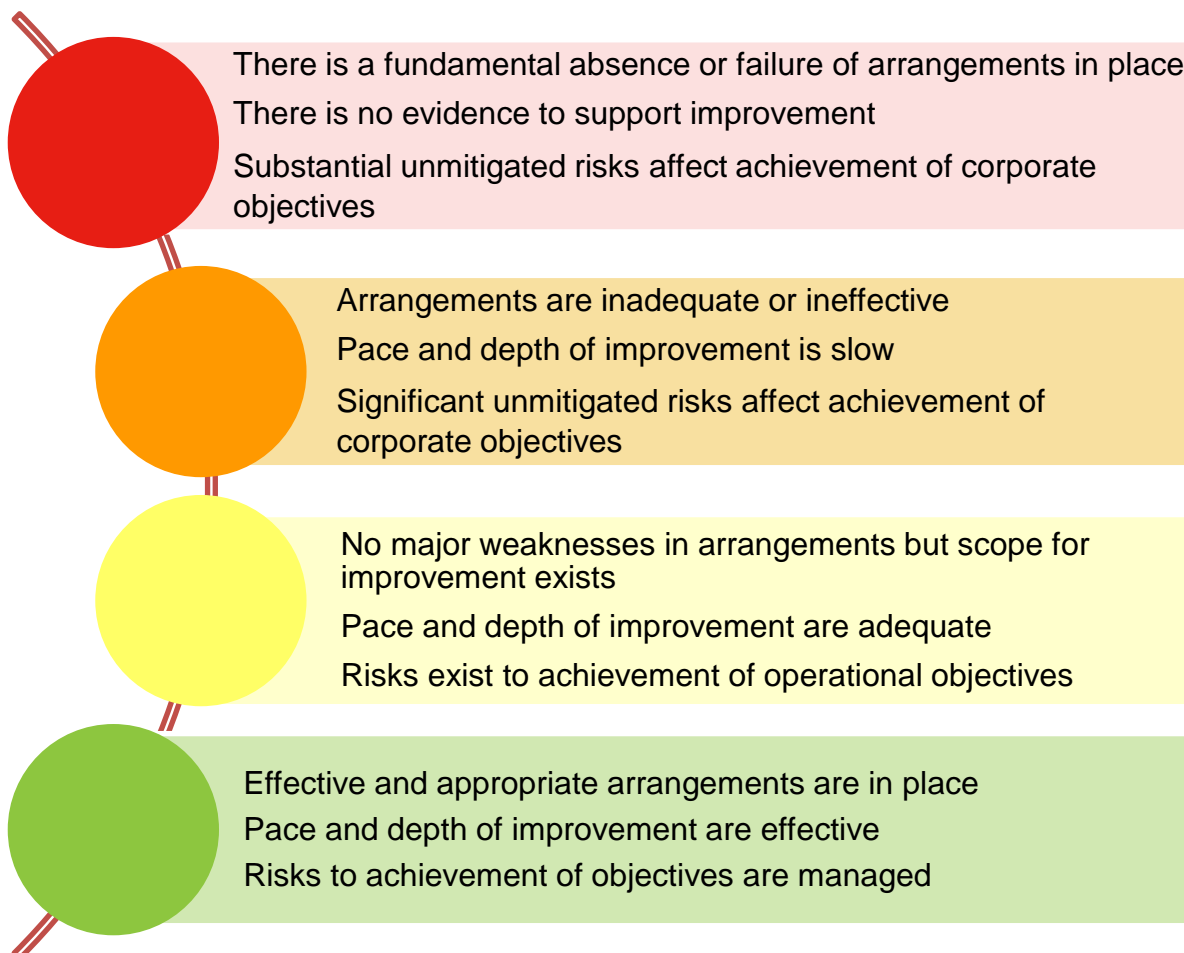 There is a fundamental absence or failure of arrangements in place
There is no evidence to support improvement
Substantial unmitigated risks affect achievement of corporate
objectives
Arrangements are inadequate or ineffective
Pace and depth of improvement is slow
Significant unmitigated risks affect achievement of
corporate objectives
No major weaknesses in arrangements but scope for
improvement exists
Pace and depth of improvement are adequate
Risks exist to achievement of operational objectives
Effective and appropriate arrangements are in place
Pace and depth of improvement are effective
Risks to achievement of objectives are managed